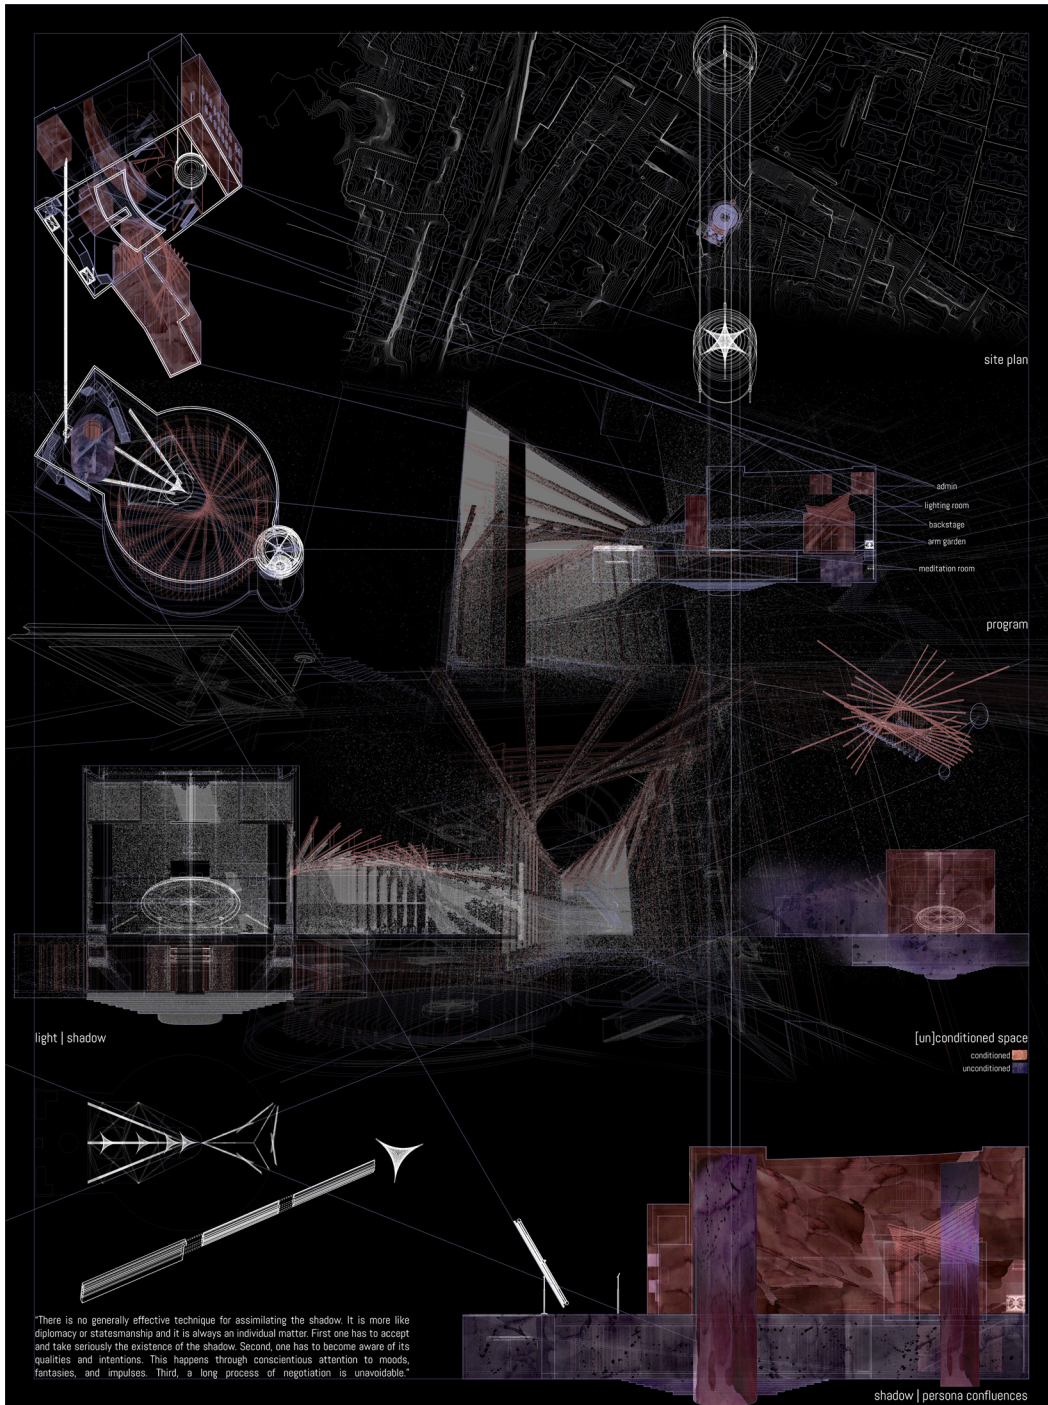 site plan
admin
lighting room
backstage
arm garden
meditation room
program
light | shadow
[un]conditioned space
conditioned
unconditioned
"There is no generally effective technique for assimilating the shadow. It is more like
diplomacy or statesmanship and it is always an individual matter. First one has to accept
and take seriously the existence of the shadow. Second, one has to become aware of its
qualities and intentions. This happens through conscientious attention to moods,
fantasies, and impulses. Third, a long process of negotiation is unavoidable."
shadow | persona confluences